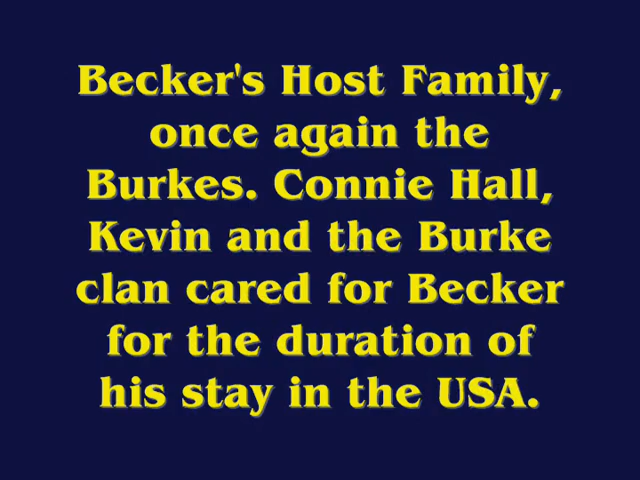 Becker's Host Family,
once again the
Burkes. Connie Hall,
Kevin and the Burke
clan cared for Becker
for the duration of
his stay in the USA.